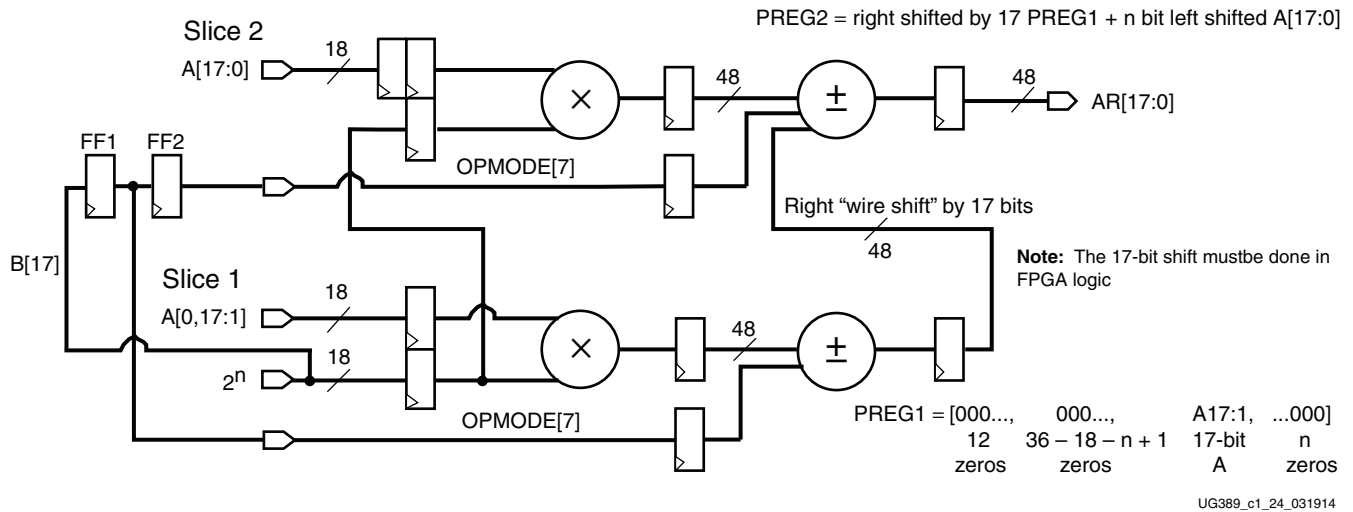 PREG2 = right shifted by 17 PREG1 + n bit left shifted A[17:0]
Slice 2
18
A[17:0]
×
48
±
48
AR[17:0]
FF1
FF2
OPMODE[7]
Right “wire shift” by 17 bits
48
B[17]
Note: The 17-bit shift mustbe done in
FPGA logic
Slice 1
18
A[0,17:1]
×
48
±
18
2n
OPMODE[7]
PREG1 = [000..., 000..., A17:1, ...000]
12 36 – 18 – n + 1 17-bit n
zeros zeros A zeros
UG389_c1_24_031914